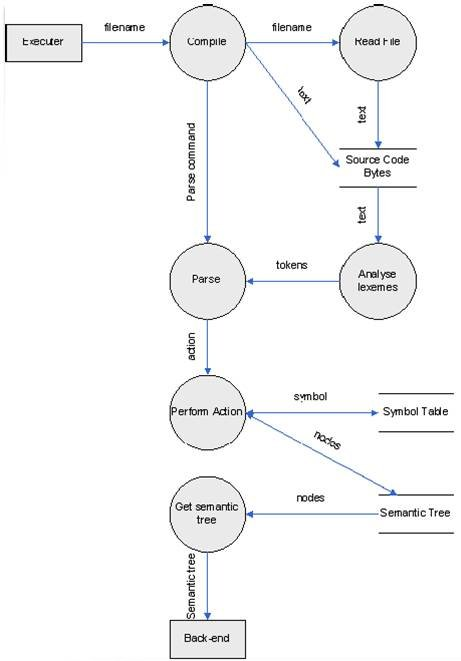 filename
filename
Executer
Compile
Read File
text
text
Parse command
Source Code
Bytes
text
tokens
Parse
Analyse
lexemes
action
symbol
Perform Action
Symbol Table
nodes
nodes
Get semantic
tree
Semantic Tree
Semantic tree
Back-end